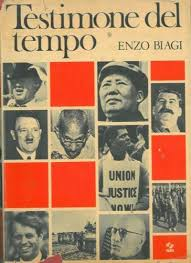 Testimone del
tempo
ENZO BIAGI
UNION
JUSTICE
NOW!